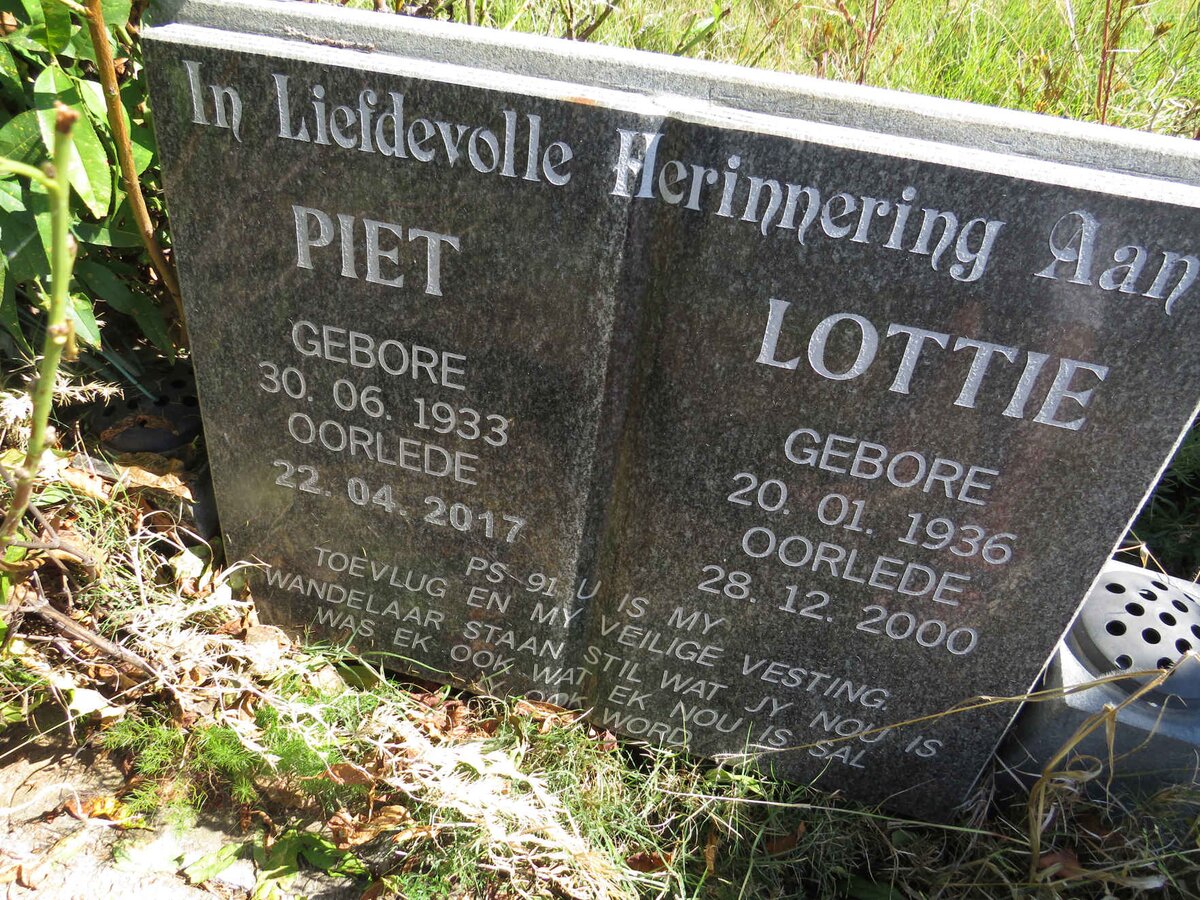 In Liefdevolle Herinnering Aan
PIET
GEBORE
30. 06. 1933
OORLEDE
22. 04. 2017
LOTTIE
GEBORE
20. 01. 1936
OORLEDE
28. 12. 2000
PS 91 U IS MY
TOEVLUG EN MY VEILIGE VESTING.
WANDELAAR STAAN STIL WAT JY NOU IS
WAS EK OOK WAT EK NOU IS SAL
OOK WORD